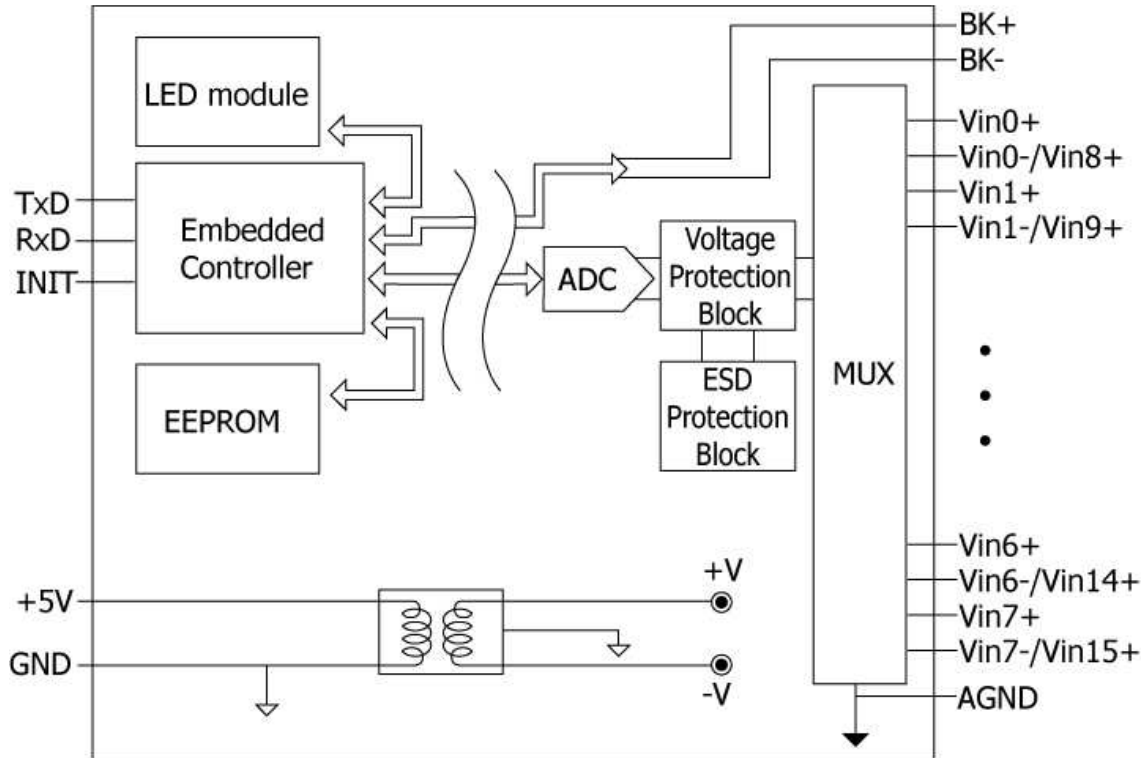 BK+
BK-
LED module
Vin0+
Vin0-/Vin8+
Vin1+
Vin1-/Vin9+
TxD
RxD
INIT
Embedded
Controller
ADC
Voltage
Protection
Block
ESD
Protection
Block
MUX
EEPROM
Vin6+
Vin6-/Vin14+
Vin7+
Vin7-/Vin15+
AGND
+5V
GND
+V
-V